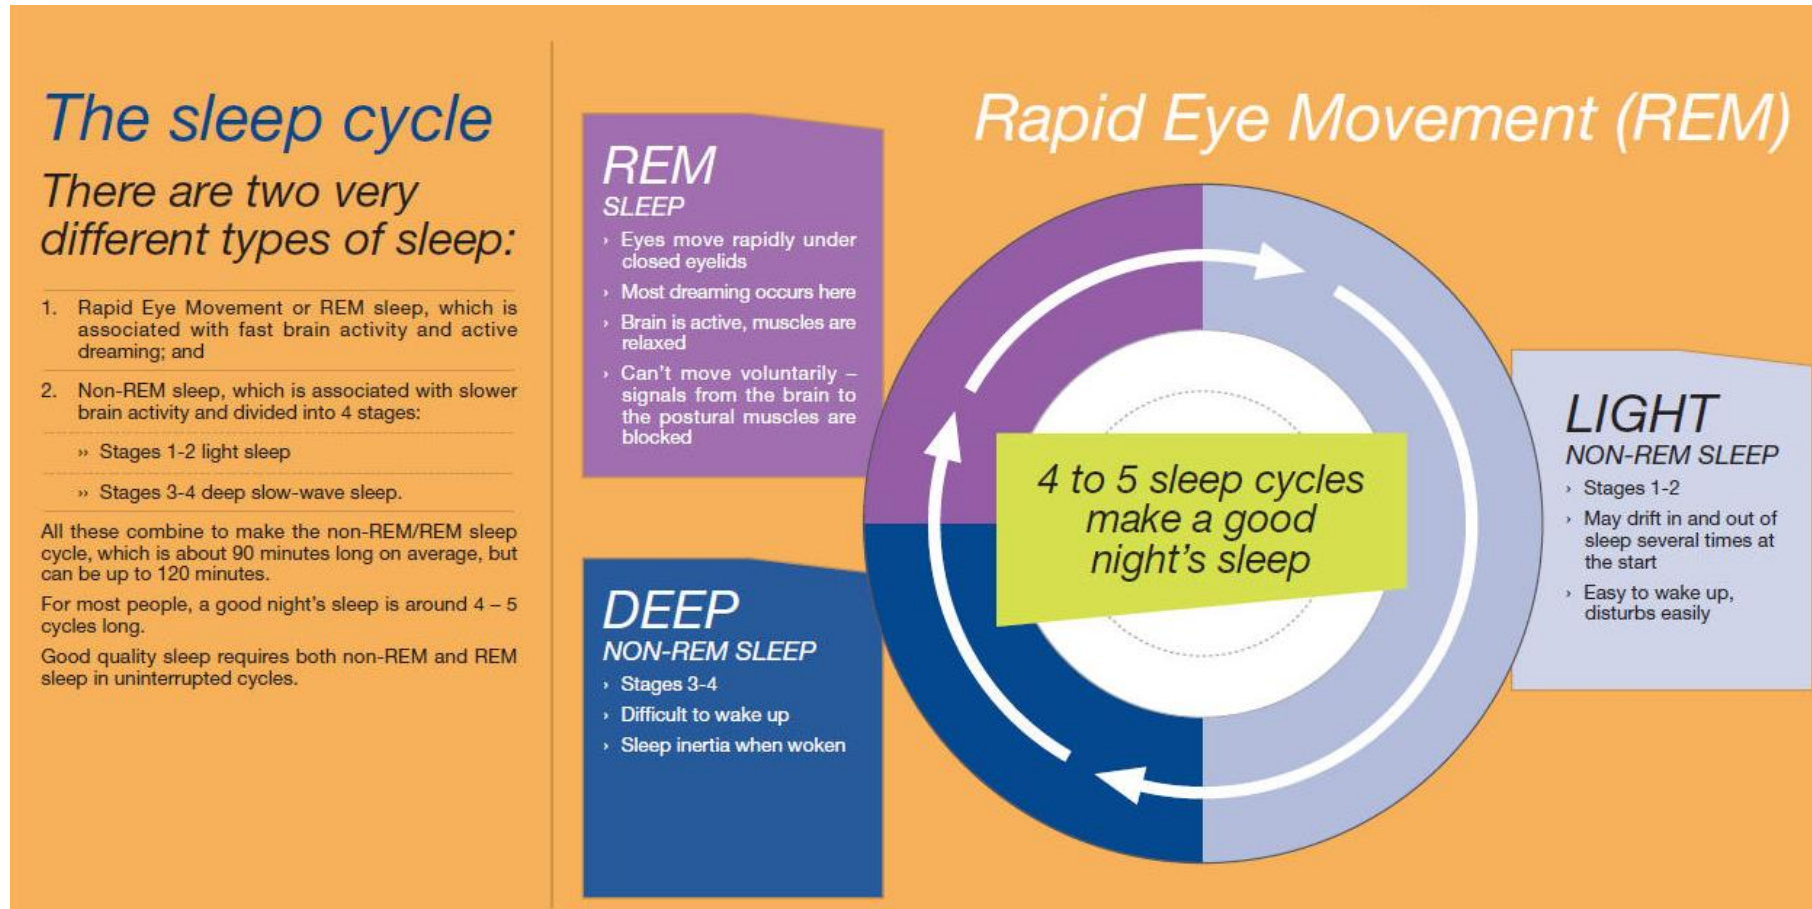 The sleep cycle
There are two very
different types of sleep:
1. Rapid Eye Movement or REM sleep, which is
associated with fast brain activity and active
dreaming; and
2. Non-REM sleep, which is associated with slower
brain activity and divided into 4 stages:
›› Stages 1-2 light sleep
›› Stages 3-4 deep slow-wave sleep.
All these combine to make the non-REM/REM sleep
cycle, which is about 90 minutes long on average, but
can be up to 120 minutes.
For most people, a good night's sleep is around 4 – 5
cycles long.
Good quality sleep requires both non-REM and REM
sleep in uninterrupted cycles.
Rapid Eye Movement (REM)
REM
SLEEP
› Eyes move rapidly under
closed eyelids
› Most dreaming occurs here
› Brain is active, muscles are
relaxed
› Can't move voluntarily –
signals from the brain to
the postural muscles are
blocked
DEEP
NON-REM SLEEP
› Stages 3-4
› Difficult to wake up
› Sleep inertia when woken
4 to 5 sleep cycles
make a good
night's sleep
LIGHT
NON-REM SLEEP
› Stages 1-2
› May drift in and out of
sleep several times at
the start
› Easy to wake up,
disturbs easily